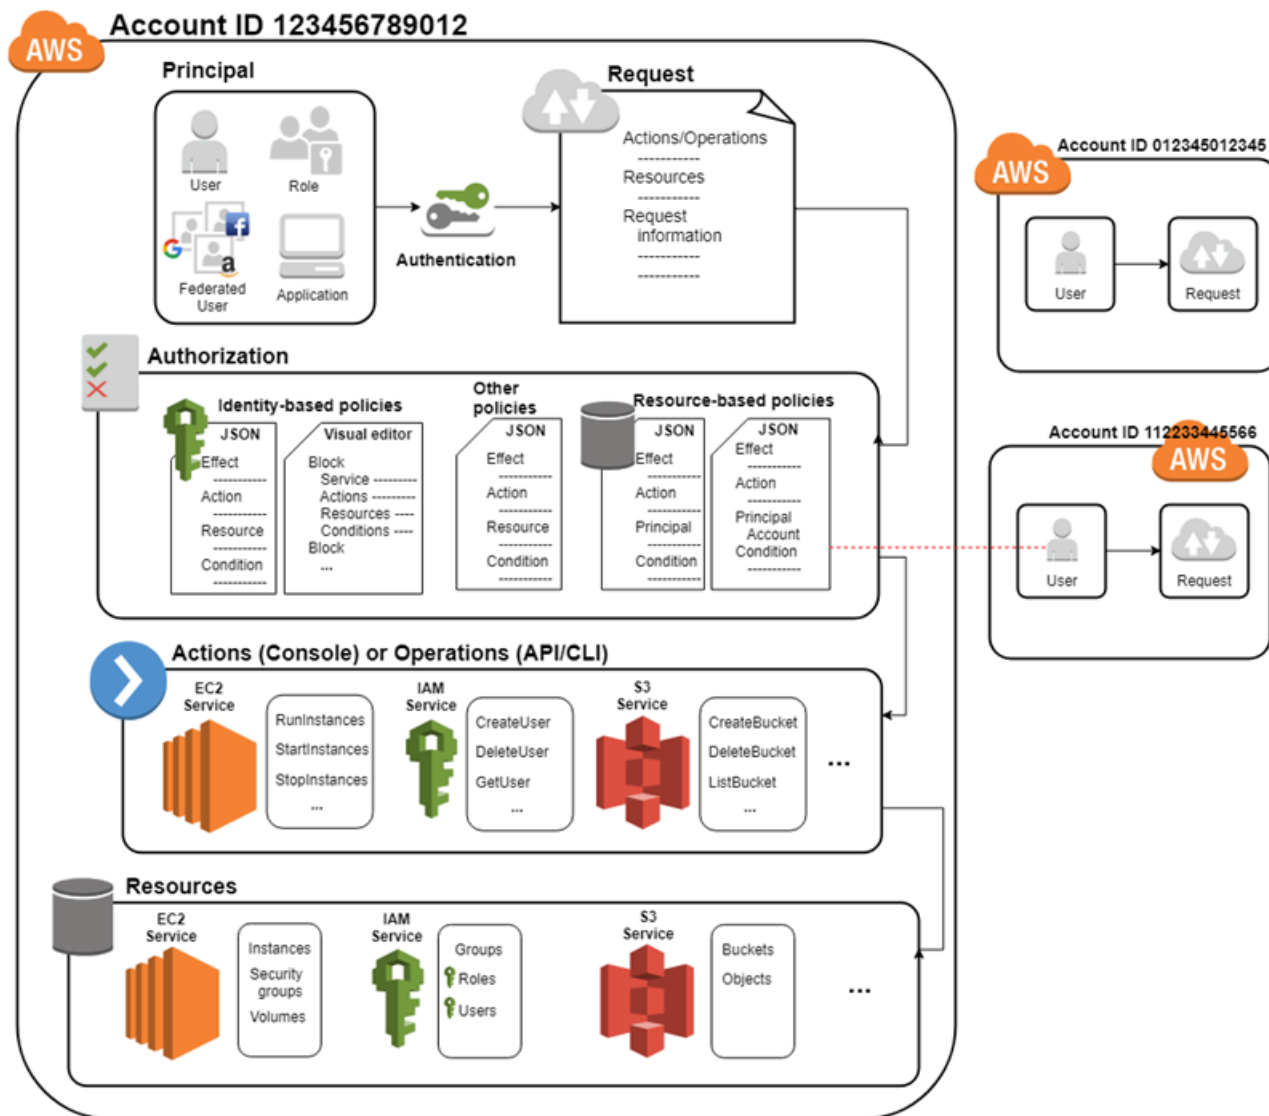 AWS
Account ID 123456789012
Principal
User
Role
Federated
User
Application
Authentication
Request
Actions/Operations
-----------
Resources
-----------
Request
information
-----------
-----------
Authorization
Identity-based policies
JSON
Effect
-----------
Action
-----------
Resource
-----------
Condition
-----------
Visual editor
Block
Service ---------
Actions ---------
Resources ----
Conditions ----
Block
...
Other
policies
JSON
Effect
-----------
Action
-----------
Resource
-----------
Condition
-----------
Resource-based policies
JSON
Effect
-----------
Action
-----------
Principal
-----------
Condition
-----------
JSON
Effect
-----------
Action
-----------
Principal
Account
Condition
-----------
Actions (Console) or Operations (API/CLI)
EC2
Service
RunInstances
StartInstances
StopInstances
...
IAM
Service
CreateUser
DeleteUser
GetUser
...
S3
Service
CreateBucket
DeleteBucket
ListBucket
...
...
Resources
EC2
Service
Instances
Security
groups
Volumes
IAM
Service
Groups
Roles
Users
S3
Service
Buckets
Objects
...
AWS
Account ID 012345012345
User
Request
Account ID 112233445566
AWS
User
Request